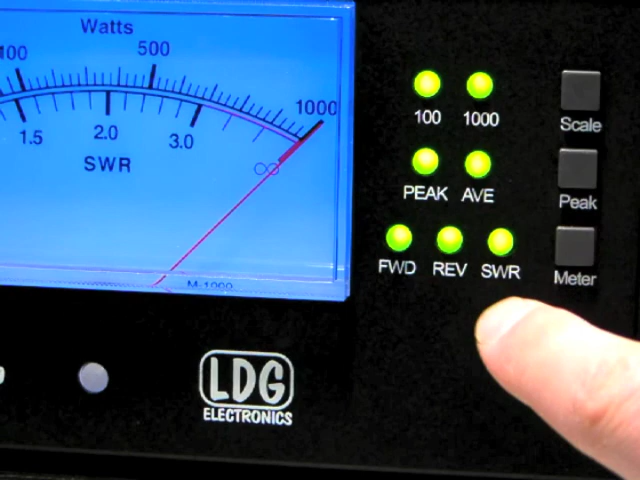 Watts
100 500 1000
1.5 2.0 3.0 ∞
SWR
M-1000
100 1000 Scale
PEAK AVE Peak
FWD REV SWR Meter
LDG
ELECTRONICS